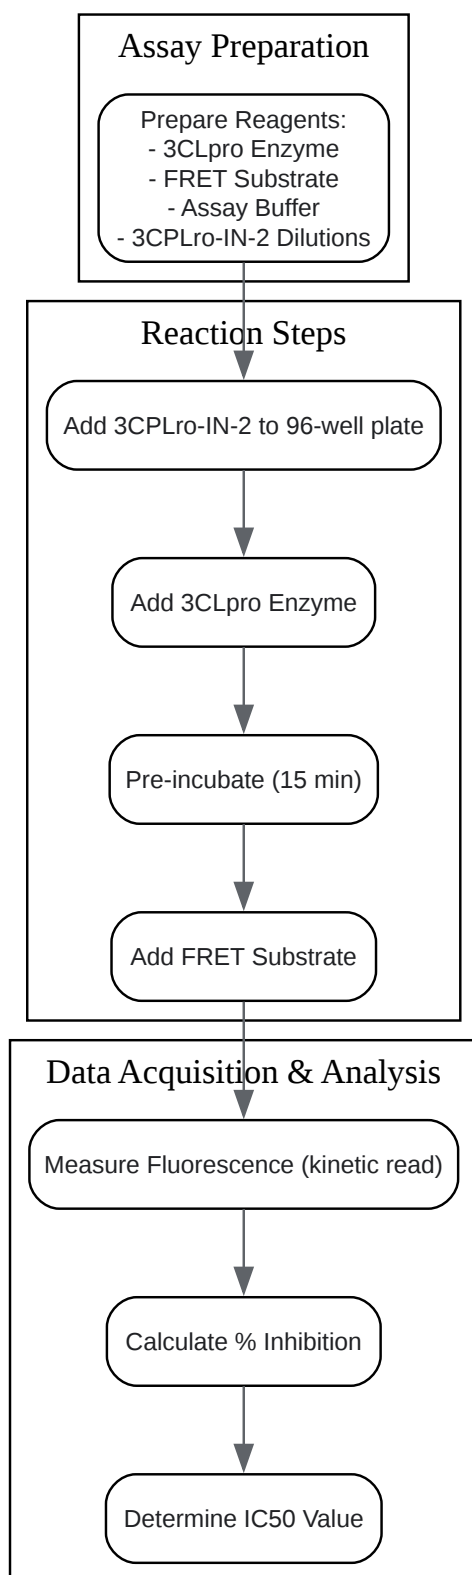 Assay Preparation
Prepare Reagents:
- 3CLpro Enzyme
- FRET Substrate
- Assay Buffer
- 3CPLro-IN-2 Dilutions
Reaction Steps
Add 3CPLro-IN-2 to 96-well plate
Add 3CLpro Enzyme
Pre-incubate (15 min)
Add FRET Substrate
Data Acquisition & Analysis
Measure Fluorescence (kinetic read)
Calculate % Inhibition
Determine IC50 Value